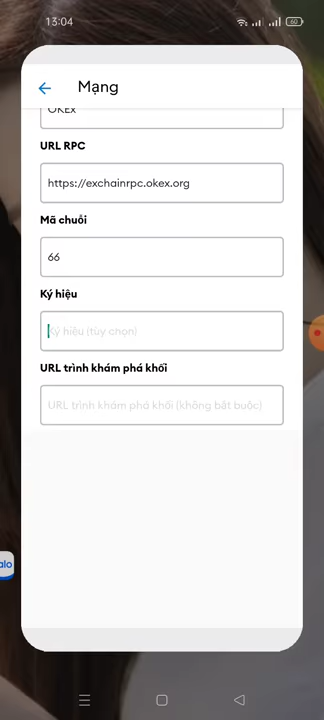 13:04
60
Mạng
OKEx
URL RPC
https://exchainrpc.okex.org
Mã chuỗi
66
Ký hiệu
Ký hiệu (tùy chọn)
URL trình khám phá khối
URL trình khám phá khối (không bắt buộc)
alo